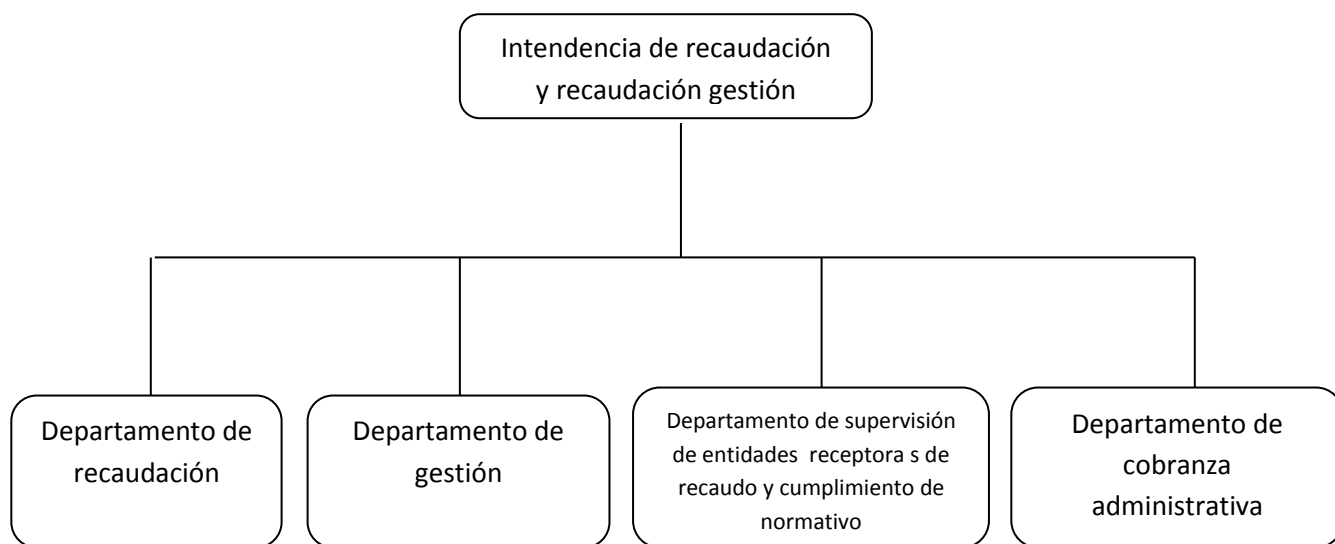 Intendencia de recaudación
y recaudación gestión
Departamento de
recaudación
Departamento de
gestión
Departamento de supervisión
de entidades receptora s de
recaudo y cumplimiento de
normativo
Departamento de
cobranza
administrativa